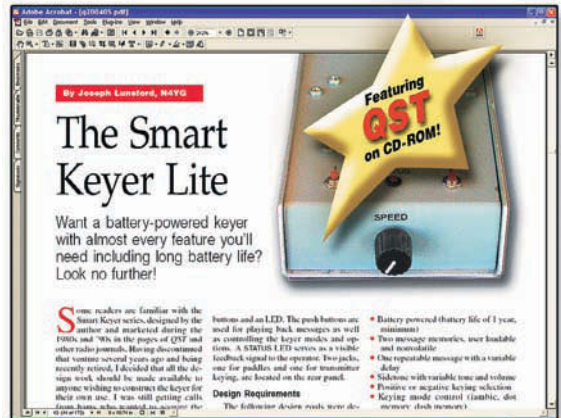 Adobe Acrobat - [q200405.pdf]
File Edit Document Tools Plug-ins View Window Help
By Joseph Lunsford, N4YG
Featuring
QST
on CD-ROM!
The Smart
Keyer Lite
SPEED
Want a battery-powered keyer
with almost every feature you'll
need including long battery life?
Look no further!
Some readers are familiar with the
Smart Keyer series, designed by the
author and marketed during the
1980s and '90s in the pages of QST and
other radio journals. Having discontinued
that venture several years ago and being
recently retired, I decided that all the de-
sign work should be made available to
anyone wishing to construct the keyer for
their own use. I was still getting calls
from hams who wanted to
buttons and an LED. The push buttons are
used for playing back messages as well
as controlling the keyer modes and op-
tions. A STATUS LED serves as a visible
feedback signal to the operator. Two jacks,
one for paddles and one for transmitter
keying, are located on the rear panel.
Design Requirements
The following design goals were de-
• Battery powered (battery life of 1 year,
minimum)
• Two message memories, user loadable
and nonvolatile
• One repeatable message with a variable
delay
• Sidetone with variable tone and volume
• Positive or negative keying selection
• Keying mode control (iambic, dot
memory, dash memory)